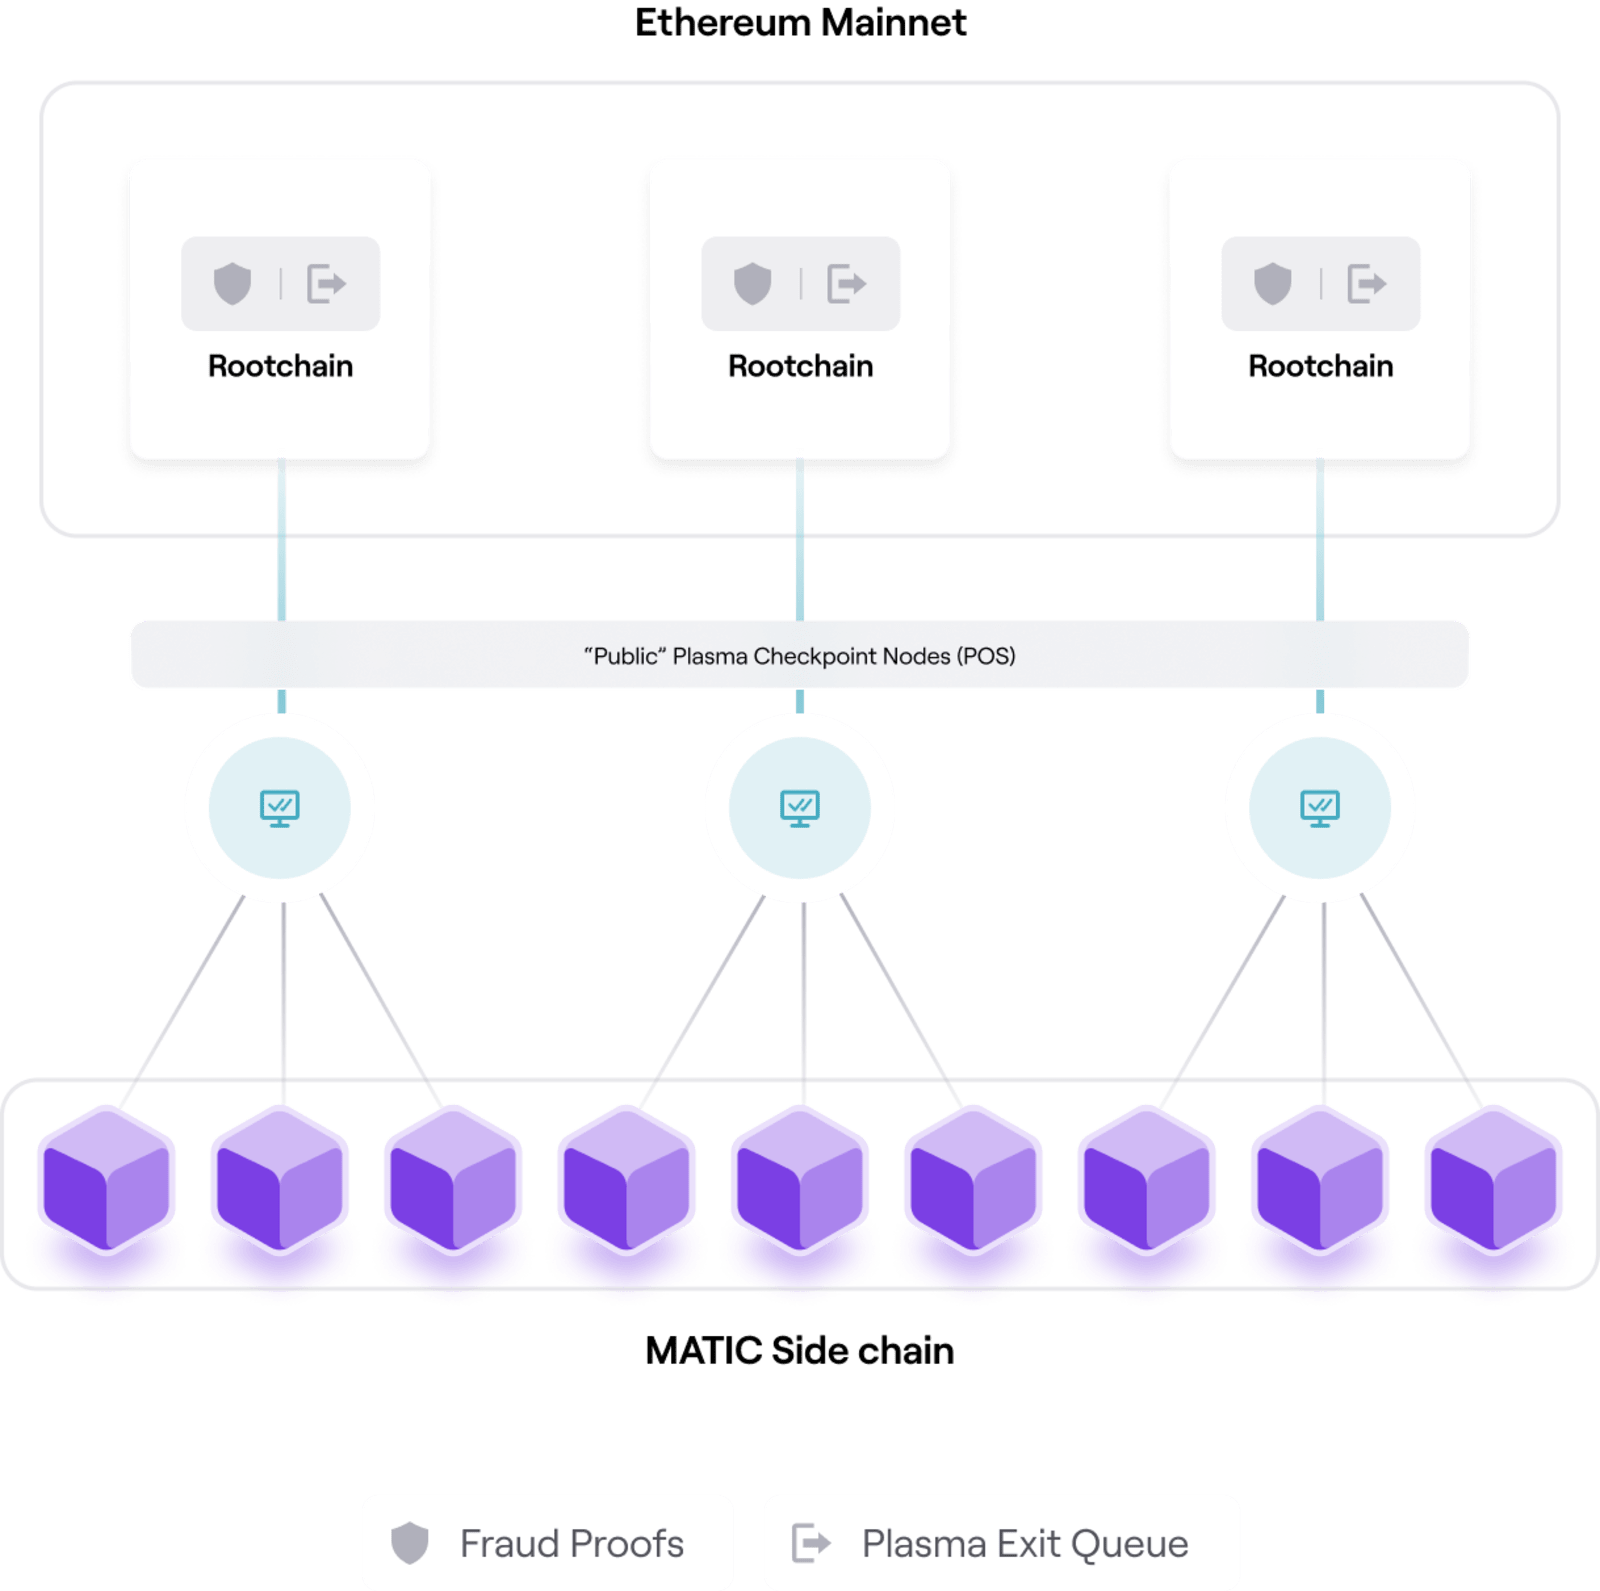 Ethereum Mainnet
Rootchain
Rootchain
Rootchain
“Public” Plasma Checkpoint Nodes (POS)
MATIC Side chain
Fraud Proofs
Plasma Exit Queue